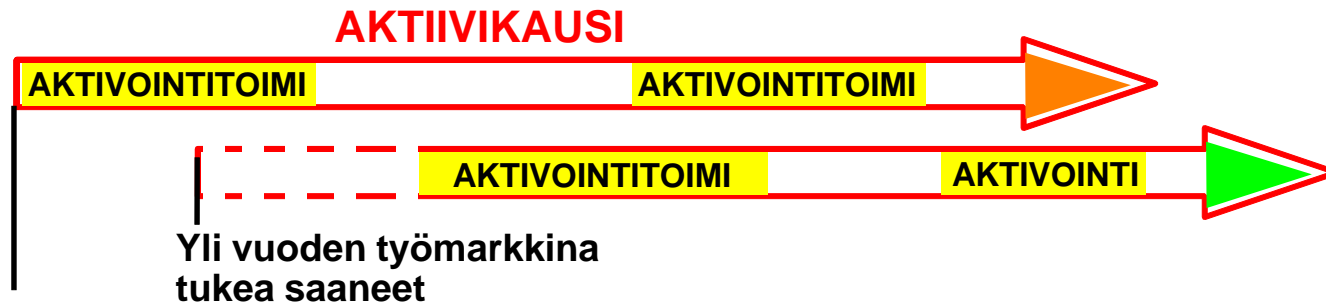 AKTIIVIKAUSI
AKTIVOINTITOIMI AKTIVOINTITOIMI
AKTIVOINTITOIMI AKTIVOINTI
Yli vuoden työmarkkina
tukea saaneet